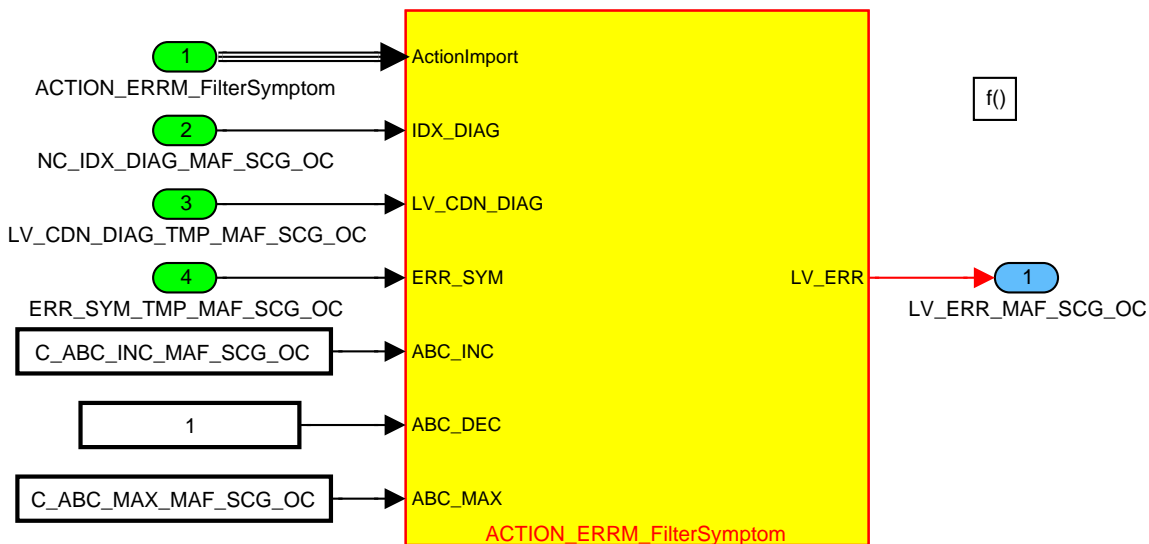 1
ActionImport
ACTION_ERRM_FilterSymptom
f()
2
IDX_DIAG
NC_IDX_DIAG_MAF_SCG_OC
3
LV_CDN_DIAG
LV_CDN_DIAG_TMP_MAF_SCG_OC
4
ERR_SYM
LV_ERR
1
ERR_SYM_TMP_MAF_SCG_OC
LV_ERR_MAF_SCG_OC
C_ABC_INC_MAF_SCG_OC
ABC_INC
1
ABC_DEC
C_ABC_MAX_MAF_SCG_OC
ABC_MAX
ACTION_ERRM_FilterSymptom